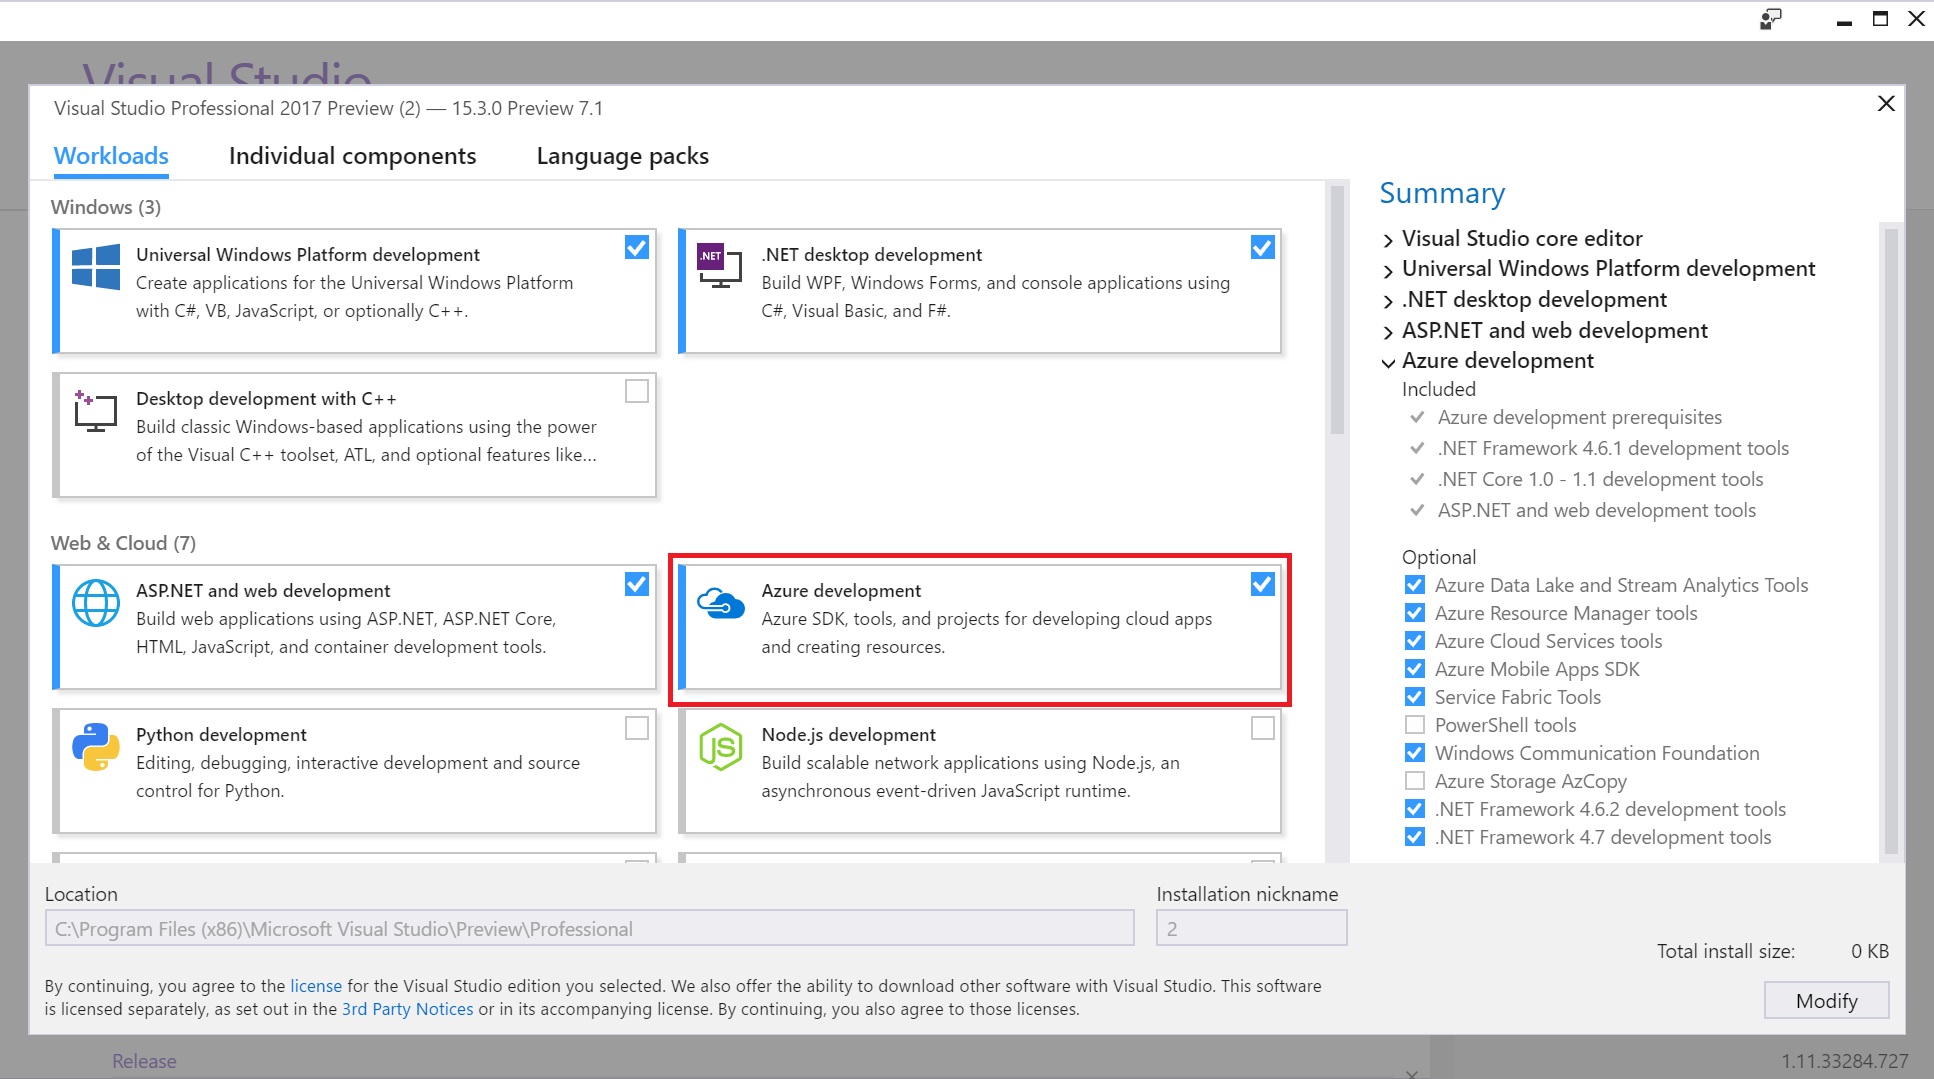 Visual Studio
Visual Studio Professional 2017 Preview (2) — 15.3.0 Preview 7.1
Workloads
Individual components
Language packs
Windows (3)
Universal Windows Platform development
Create applications for the Universal Windows Platform
with C#, VB, JavaScript, or optionally C++.
.NET
.NET desktop development
Build WPF, Windows Forms, and console applications using
C#, Visual Basic, and F#.
Desktop development with C++
Build classic Windows-based applications using the power
of the Visual C++ toolset, ATL, and optional features like...
Web & Cloud (7)
ASP.NET and web development
Build web applications using ASP.NET, ASP.NET Core,
HTML, JavaScript, and container development tools.
Azure development
Azure SDK, tools, and projects for developing cloud apps
and creating resources.
Python development
Editing, debugging, interactive development and source
control for Python.
JS
Node.js development
Build scalable network applications using Node.js, an
asynchronous event-driven JavaScript runtime.
Summary
Visual Studio core editor
Universal Windows Platform development
.NET desktop development
ASP.NET and web development
Azure development
Included
Azure development prerequisites
.NET Framework 4.6.1 development tools
.NET Core 1.0 - 1.1 development tools
ASP.NET and web development tools
Optional
Azure Data Lake and Stream Analytics Tools
Azure Resource Manager tools
Azure Cloud Services tools
Azure Mobile Apps SDK
Service Fabric Tools
PowerShell tools
Windows Communication Foundation
Azure Storage AzCopy
.NET Framework 4.6.2 development tools
.NET Framework 4.7 development tools
Location
C:\Program Files (x86)\Microsoft Visual Studio\Preview\Professional
Installation nickname
2
Total install size: 0 KB
By continuing, you agree to the license for the Visual Studio edition you selected. We also offer the ability to download other software with Visual Studio. This software
is licensed separately, as set out in the 3rd Party Notices or in its accompanying license. By continuing, you also agree to those licenses.
Modify
Release
1.11.33284.727